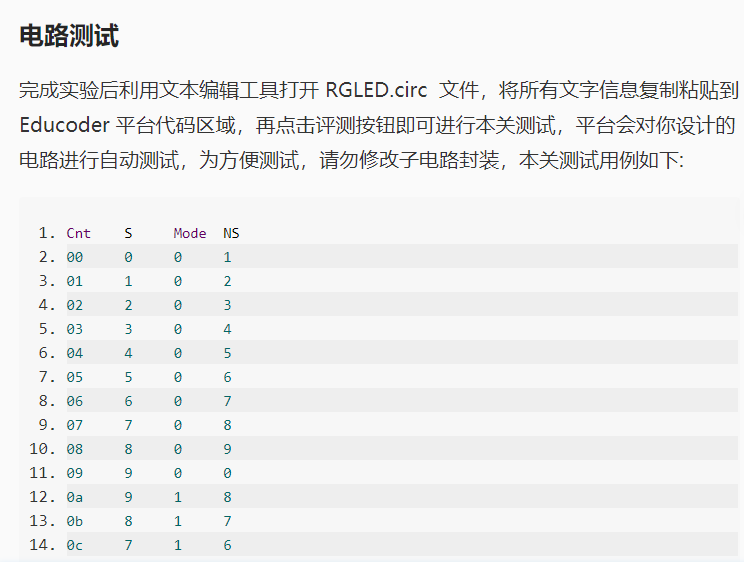 电路测试
完成实验后利用文本编辑工具打开 RGLED.circ 文件，将所有文字信息复制粘贴到
Educoder 平台代码区域，再点击评测按钮即可进行本关测试，平台会对你设计的
电路进行自动测试，为方便测试，请勿修改子电路封装，本关测试用例如下:
1. Cnt S Mode NS
2. 00 0 0 1
3. 01 1 0 2
4. 02 2 0 3
5. 03 3 0 4
6. 04 4 0 5
7. 05 5 0 6
8. 06 6 0 7
9. 07 7 0 8
10. 08 8 0 9
11. 09 9 0 0
12. 0a 9 1 8
13. 0b 8 1 7
14. 0c 7 1 6